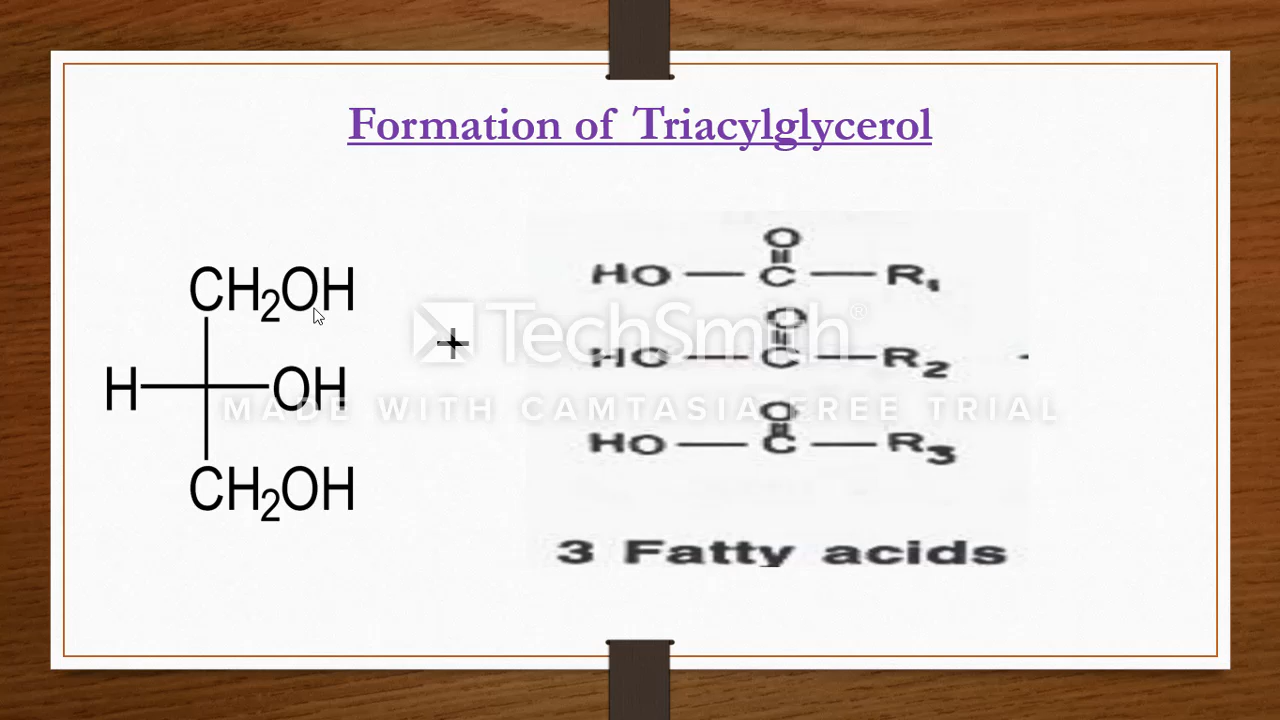 Formation of Triacylglycerol
CH2OH
H OH
CH2OH
+
O
HO — C — R1
O
HO — C — R2
O
HO — C — R3
3 Fatty acids
TechSmith®
MADE WITH CAMTASIA FREE TRIAL